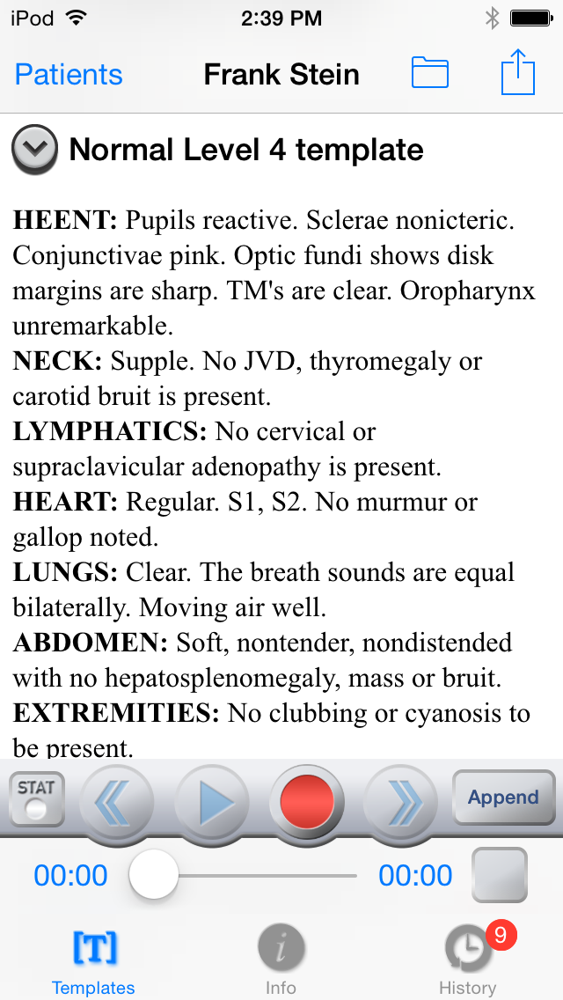 iPod 2:39 PM
Patients Frank Stein
Normal Level 4 template
HEENT: Pupils reactive. Sclerae nonicteric.
Conjunctivae pink. Optic fundi shows disk
margins are sharp. TM's are clear. Oropharynx
unremarkable.
NECK: Supple. No JVD, thyromegaly or
carotid bruit is present.
LYMPHATICS: No cervical or
supraclavicular adenopathy is present.
HEART: Regular. S1, S2. No murmur or
gallop noted.
LUNGS: Clear. The breath sounds are equal
bilaterally. Moving air well.
ABDOMEN: Soft, nontender, nondistended
with no hepatosplenomegaly, mass or bruit.
EXTREMITIES: No clubbing or cyanosis to
be present.
STAT Append
00:00 00:00
[T] i 9
Templates Info History